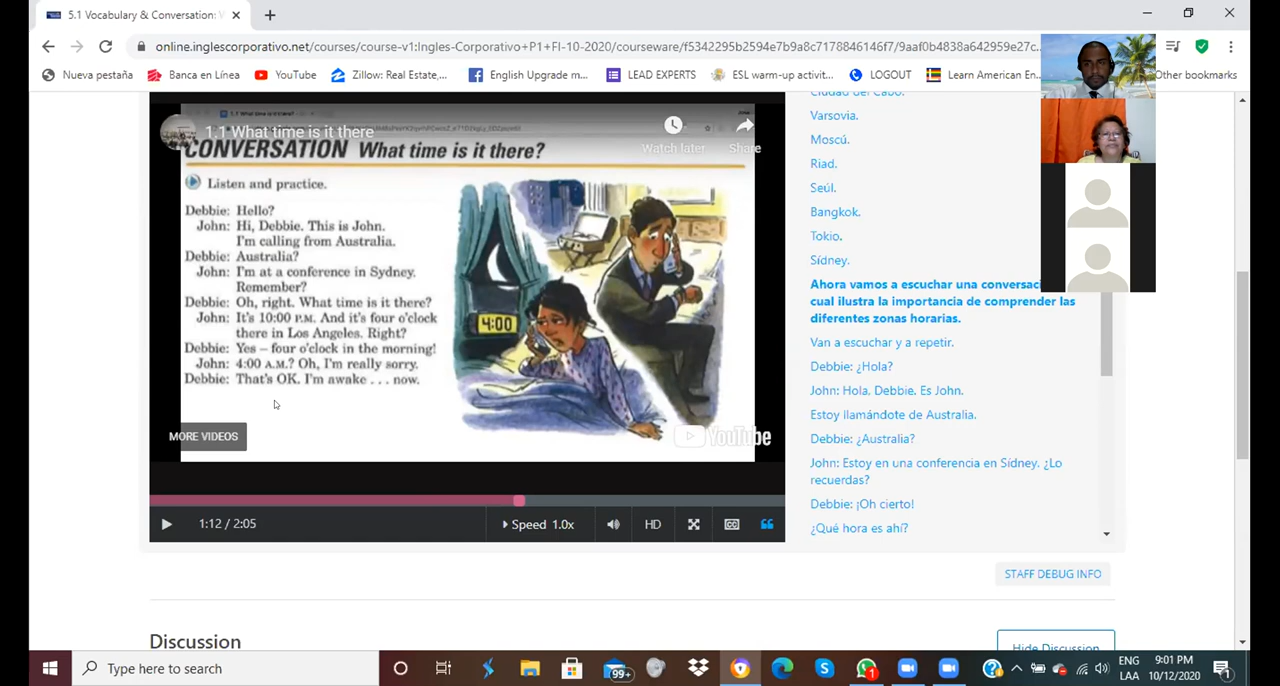 5.1 Vocabulary & Conversation: W
online.inglescorporativo.net/courses/course-v1:Ingles-Corporativo+P1+FI-10-2020/courseware/f5342295b2594e7b9a8c7178846146f7/9aaf0b4838a642959e27c...
Nueva pestaña
Banca en Línea
YouTube
Zillow: Real Estate,...
English Upgrade m...
LEAD EXPERTS
ESL warm-up activit...
LOGOUT
Learn American En...
Other bookmarks
1.1 What time is it there
Watch later
Share
CONVERSATION What time is it there?
Listen and practice.
Debbie: Hello?
John: Hi, Debbie. This is John.
I'm calling from Australia.
Debbie: Australia?
John: I'm at a conference in Sydney.
Remember?
Debbie: Oh, right. What time is it there?
John: It's 10:00 P.M. And it's four o'clock
there in Los Angeles. Right?
Debbie: Yes – four o'clock in the morning!
John: 4:00 A.M.? Oh, I'm really sorry.
Debbie: That's OK. I'm awake . . . now.
4:00
MORE VIDEOS
YouTube
1:12 / 2:05
Speed 1.0x
HD
CC
Ciudad del Cabo.
Varsovia.
Moscú.
Riad.
Seúl.
Bangkok.
Tokio.
Sídney.
Ahora vamos a escuchar una conversaci
cual ilustra la importancia de comprender las
diferentes zonas horarias.
Van a escuchar y a repetir.
Debbie: ¿Hola?
John: Hola, Debbie. Es John.
Estoy llamándote de Australia.
Debbie: ¿Australia?
John: Estoy en una conferencia en Sídney. ¿Lo
recuerdas?
Debbie: ¡Oh cierto!
¿Qué hora es ahí?
STAFF DEBUG INFO
Discussion
Hide Discussion
Type here to search
99+
1
ENG
LAA
9:01 PM
10/12/2020
1